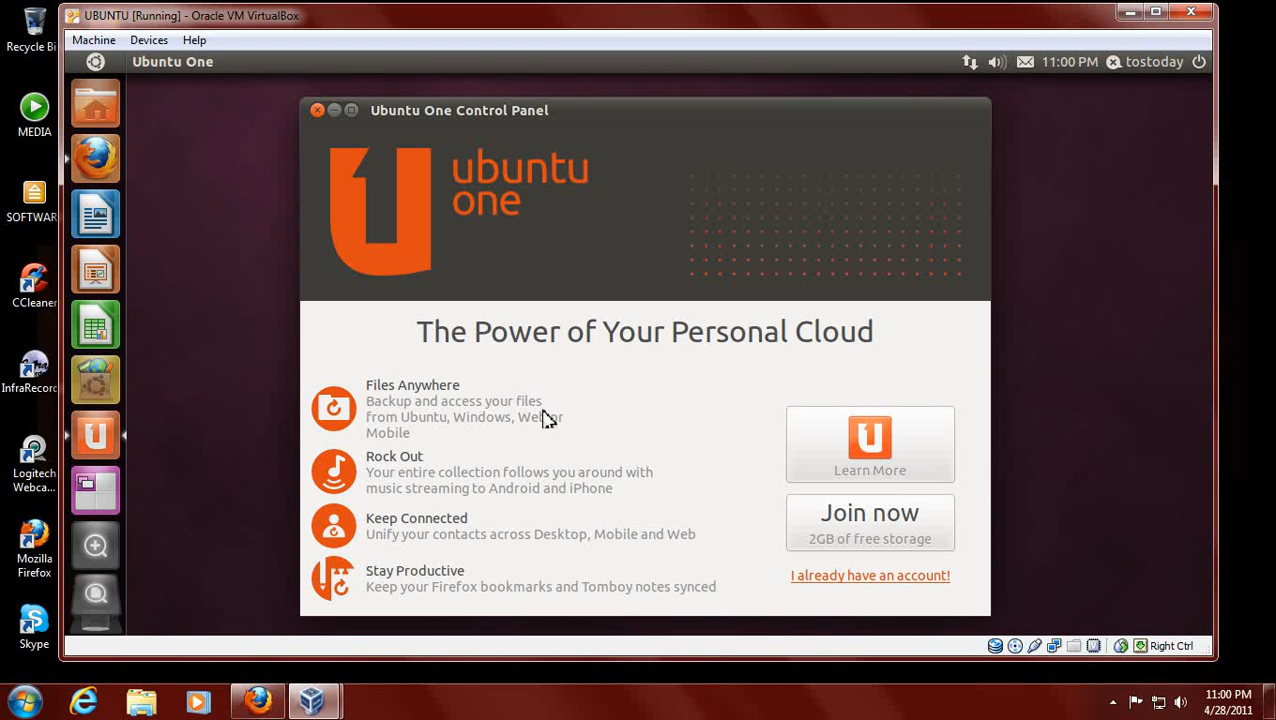 UBUNTU [Running] - Oracle VM VirtualBox
Machine Devices Help
Ubuntu One
11:00 PM tostoday
Ubuntu One Control Panel
ubuntu
one
The Power of Your Personal Cloud
Files Anywhere
Backup and access your files
from Ubuntu, Windows, Web or
Mobile
Rock Out
Your entire collection follows you around with
music streaming to Android and iPhone
Keep Connected
Unify your contacts across Desktop, Mobile and Web
Stay Productive
Keep your Firefox bookmarks and Tomboy notes synced
Learn More
Join now
2GB of free storage
I already have an account!
Right Ctrl
Recycle Bi
MEDIA
SOFTWAR
CCleaner
InfraRecor
Logitech
Webca...
Mozilla
Firefox
Skype
11:00 PM
4/28/2011